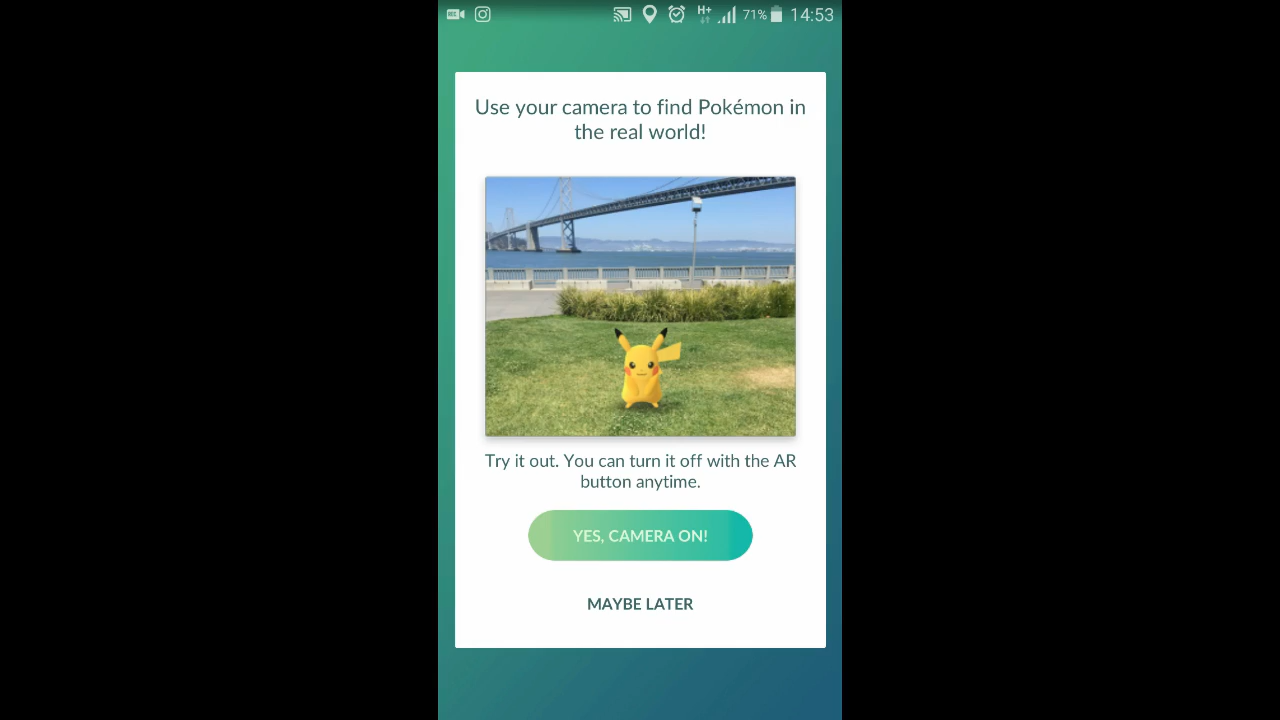 H+ 71% 14:53
Use your camera to find Pokémon in
the real world!
Try it out. You can turn it off with the AR
button anytime.
YES, CAMERA ON!
MAYBE LATER